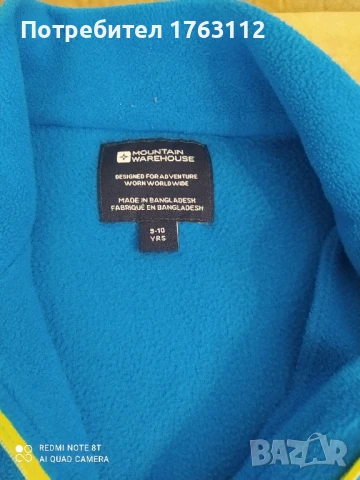 Потребител 1763112
MOUNTAIN
WAREHOUSE
DESIGNED FOR ADVENTURE
WORN WORLDWIDE
MADE IN BANGLADESH
FABRIQUÉ EN BANGLADESH
9-10
YRS
REDMI NOTE 8T
AI QUAD CAMERA
BAZAR